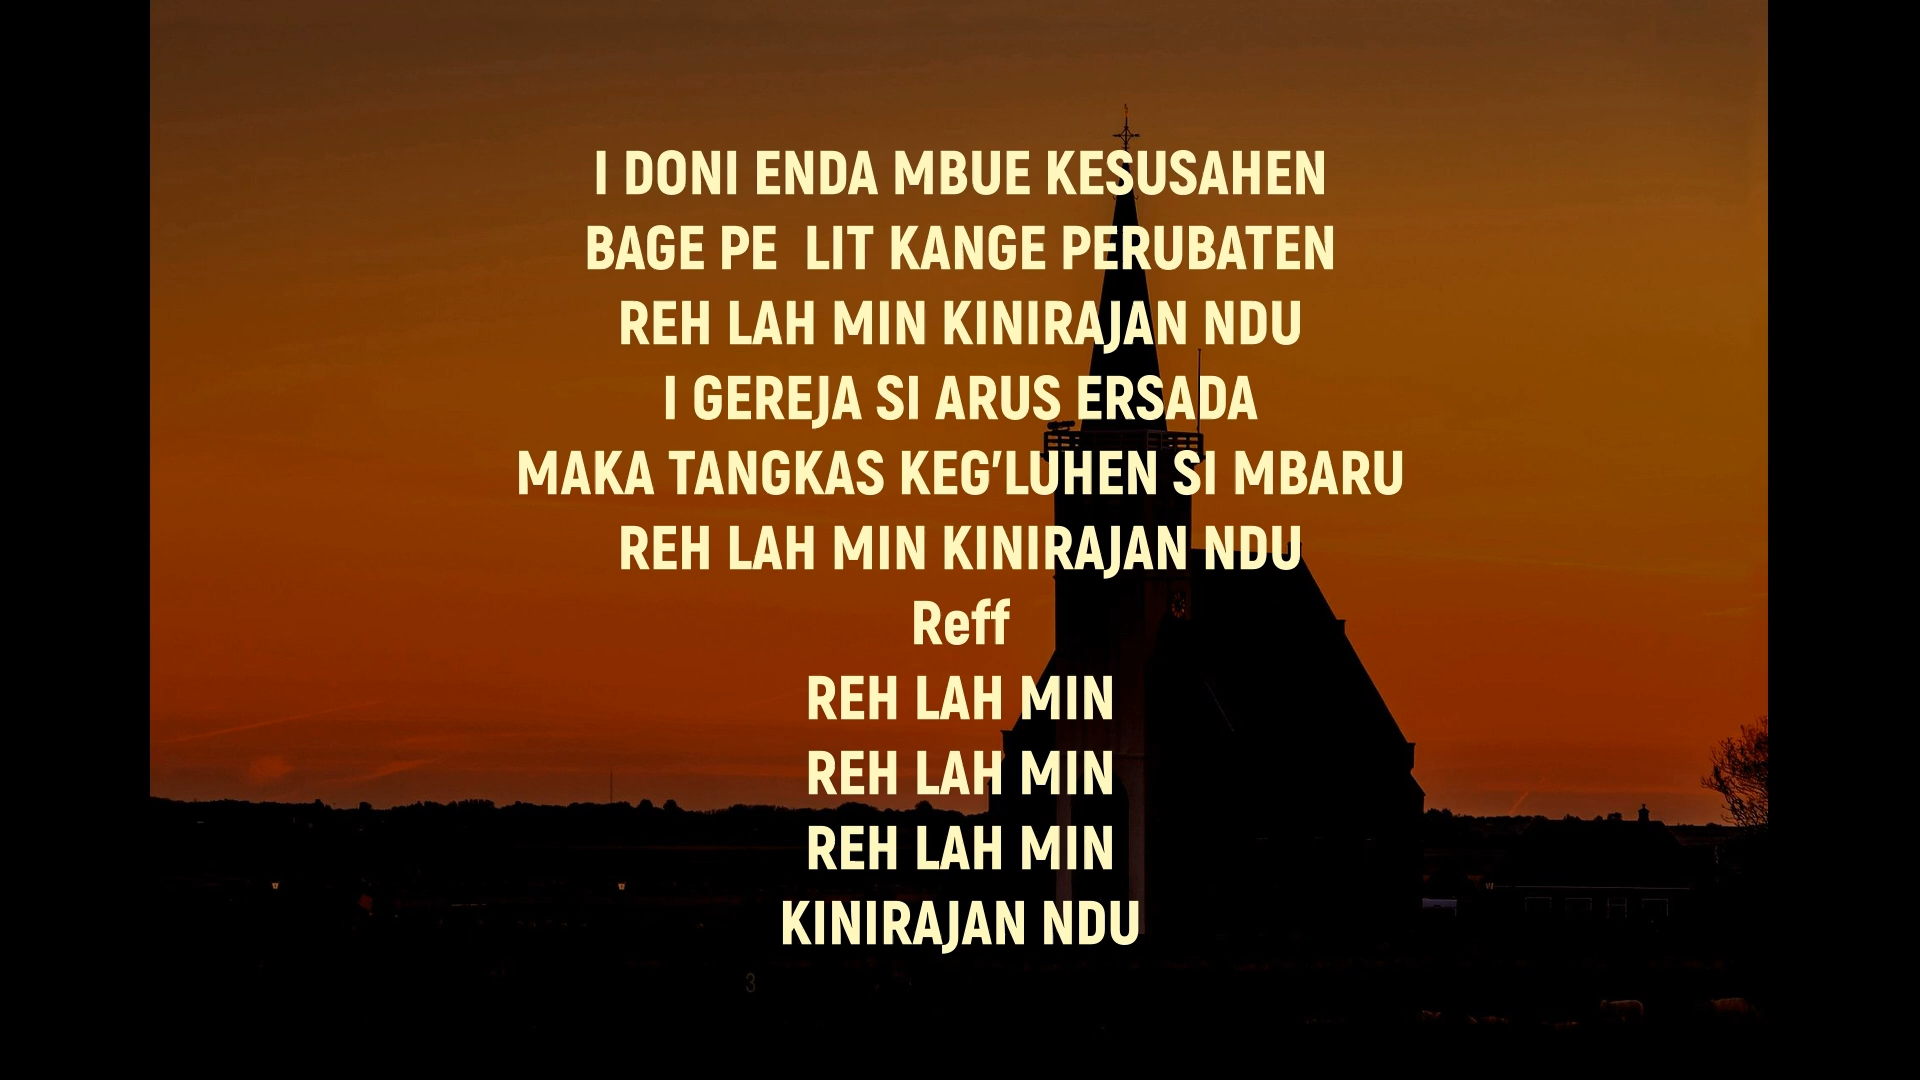 I DONI ENDA MBUE KESUSAHEN
BAGE PE  LIT KANGE PERUBATEN
REH LAH MIN KINIRAJAN NDU
I GEREJA SI ARUS ERSADA
MAKA TANGKAS KEG'LUHEN SI MBARU
REH LAH MIN KINIRAJAN NDU
Reff
REH LAH MIN
REH LAH MIN
REH LAH MIN
KINIRAJAN NDU
3